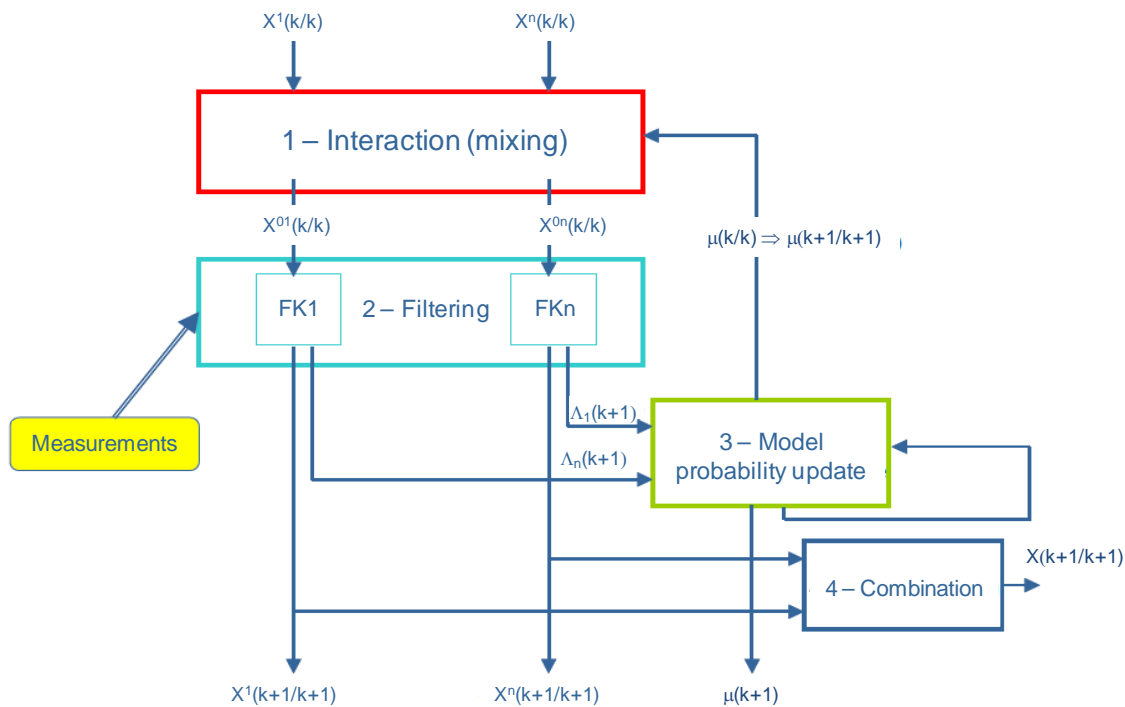 X¹(k/k)
Xⁿ(k/k)
1 – Interaction (mixing)
X⁰¹(k/k)
X⁰ⁿ(k/k)
μ(k/k) ⇒ μ(k+1/k+1)
)
FK1
2 – Filtering
FKn
Measurements
Λ₁(k+1)
Λₙ(k+1)
3 – Model
probability update
X(k+1/k+1)
4 – Combination
X¹(k+1/k+1)
Xⁿ(k+1/k+1)
μ(k+1)